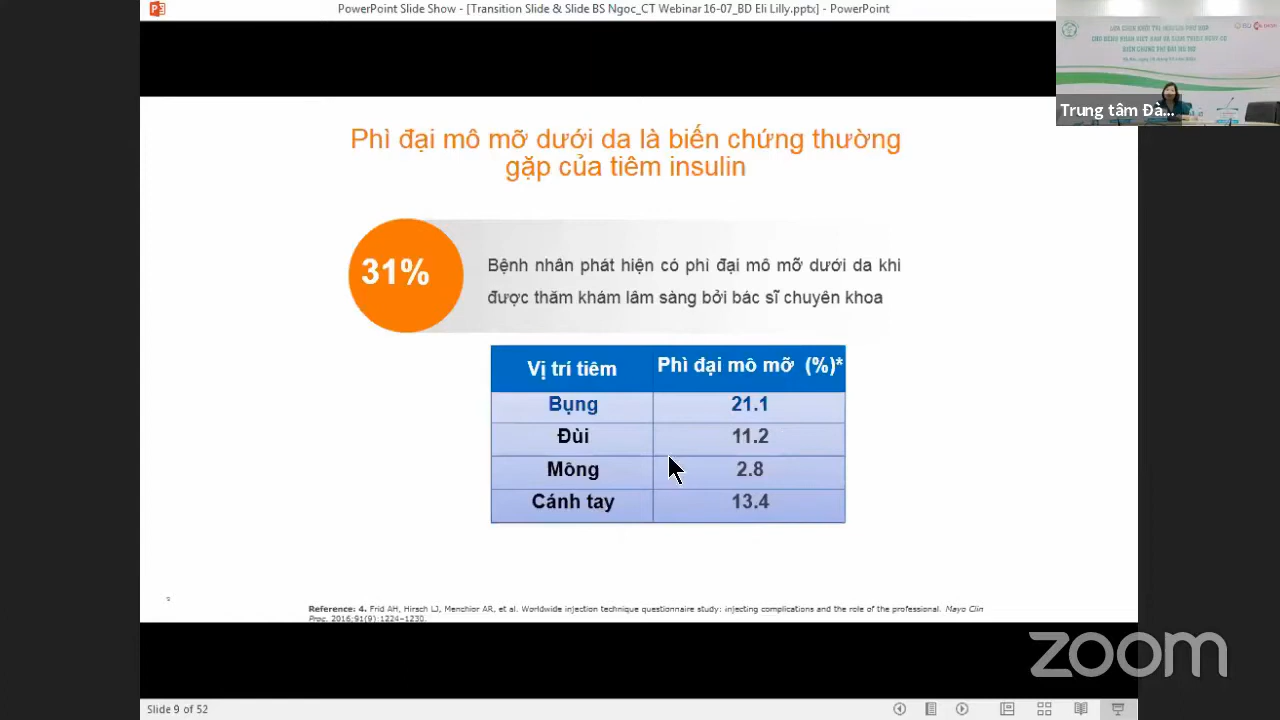 PowerPoint Slide Show - [Transition Slide & Slide BS Ngoc_CT Webinar 16-07_BD Eli Lilly.pptx] - PowerPoint
Trung tâm Đà...
Phì đại mô mỡ dưới da là biến chứng thường
gặp của tiêm insulin
31%
Bệnh nhân phát hiện có phì đại mô mỡ dưới da khi
được thăm khám lâm sàng bởi bác sĩ chuyên khoa
Vị trí tiêm Phì đại mô mỡ (%)*
Bụng 21.1
Đùi 11.2
Mông 2.8
Cánh tay 13.4
9
Reference: 4. Frid AH, Hirsch LJ, Menchior AR, et al. Worldwide injection technique questionnaire study: injecting complications and the role of the professional. Mayo Clin
Proc. 2016;91(9):1224–1230.
zoom
Slide 9 of 52